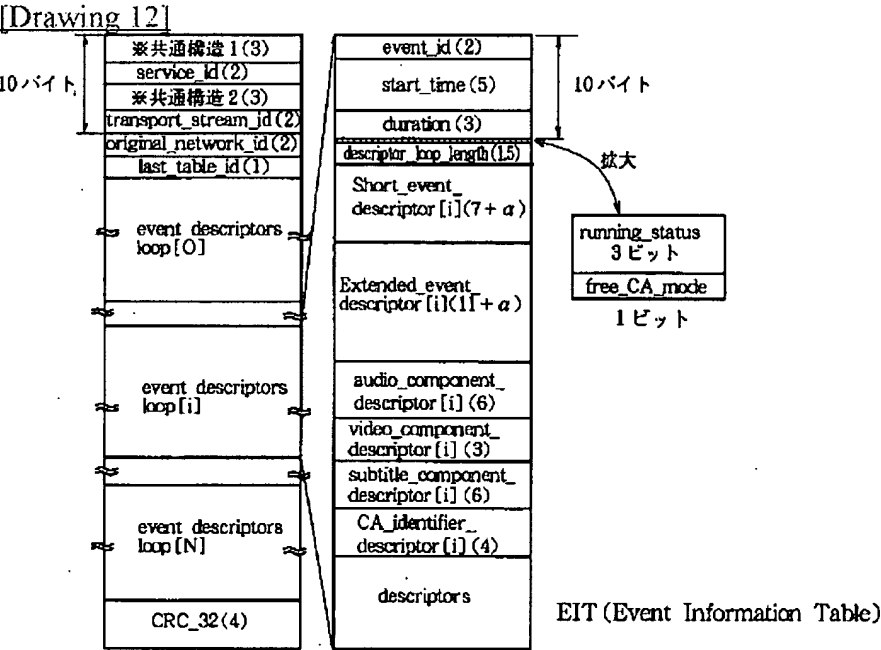 [Drawing 12]
10バイト
※共通構造1(3)
service_id(2)
※共通構造2(3)
transport_stream_id(2)
original_network_id(2)
last_table_id(1)
event descriptors
loop[0]
event descriptors
loop[i]
event descriptors
loop[N]
CRC_32(4)
event_id(2)
start_time(5)
duration(3)
descriptor_loop_length(1.5)
Short_event_
descriptor[i](7+α)
Extended_event_
descriptor[i](11+α)
audio_component_
descriptor[i](6)
video_component_
descriptor[i](3)
subtitle_component_
descriptor[i](6)
CA_identifier_
descriptor[i](4)
descriptors
10バイト
拡大
running_status
3ビット
free_CA_mode
1ビット
EIT(Event Information Table)